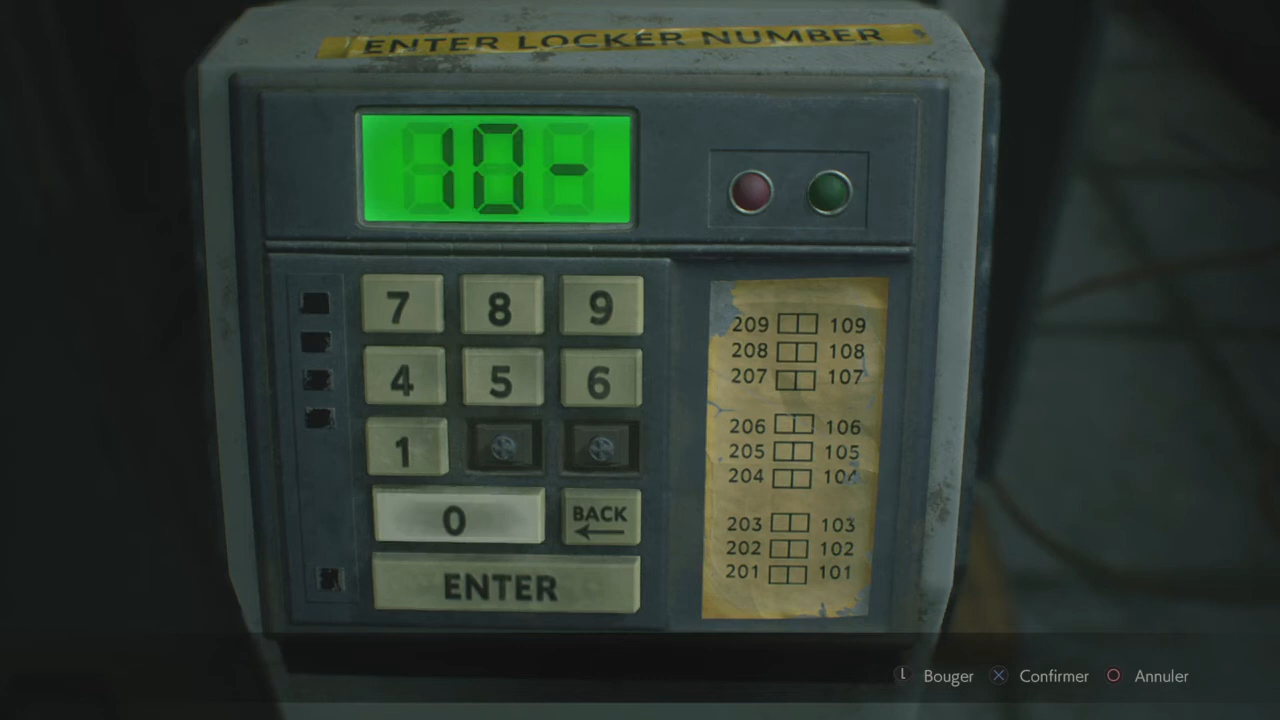 ENTER LOCKER NUMBER
10-
7 8 9
4 5 6
1
0 BACK
ENTER
209 109
208 108
207 107
206 106
205 105
204 104
203 103
202 102
201 101
L Bouger Confirmer Annuler